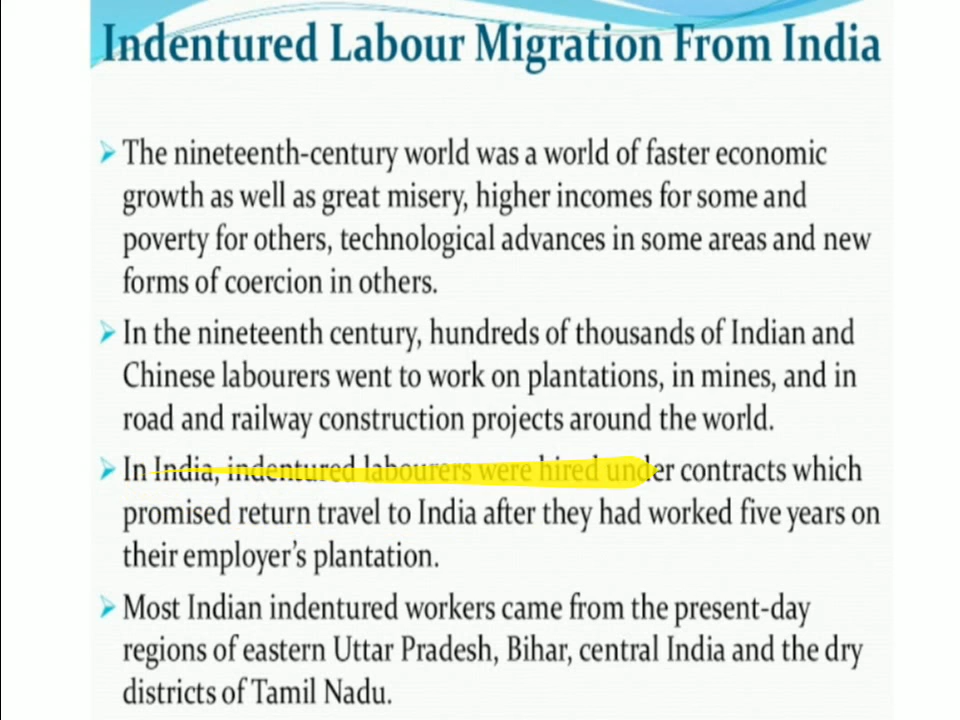 Indentured Labour Migration From India
➢ The nineteenth-century world was a world of faster economic
growth as well as great misery, higher incomes for some and
poverty for others, technological advances in some areas and new
forms of coercion in others.
➢ In the nineteenth century, hundreds of thousands of Indian and
Chinese labourers went to work on plantations, in mines, and in
road and railway construction projects around the world.
➢ In India, indentured labourers were hired under contracts which
promised return travel to India after they had worked five years on
their employer's plantation.
➢ Most Indian indentured workers came from the present-day
regions of eastern Uttar Pradesh, Bihar, central India and the dry
districts of Tamil Nadu.